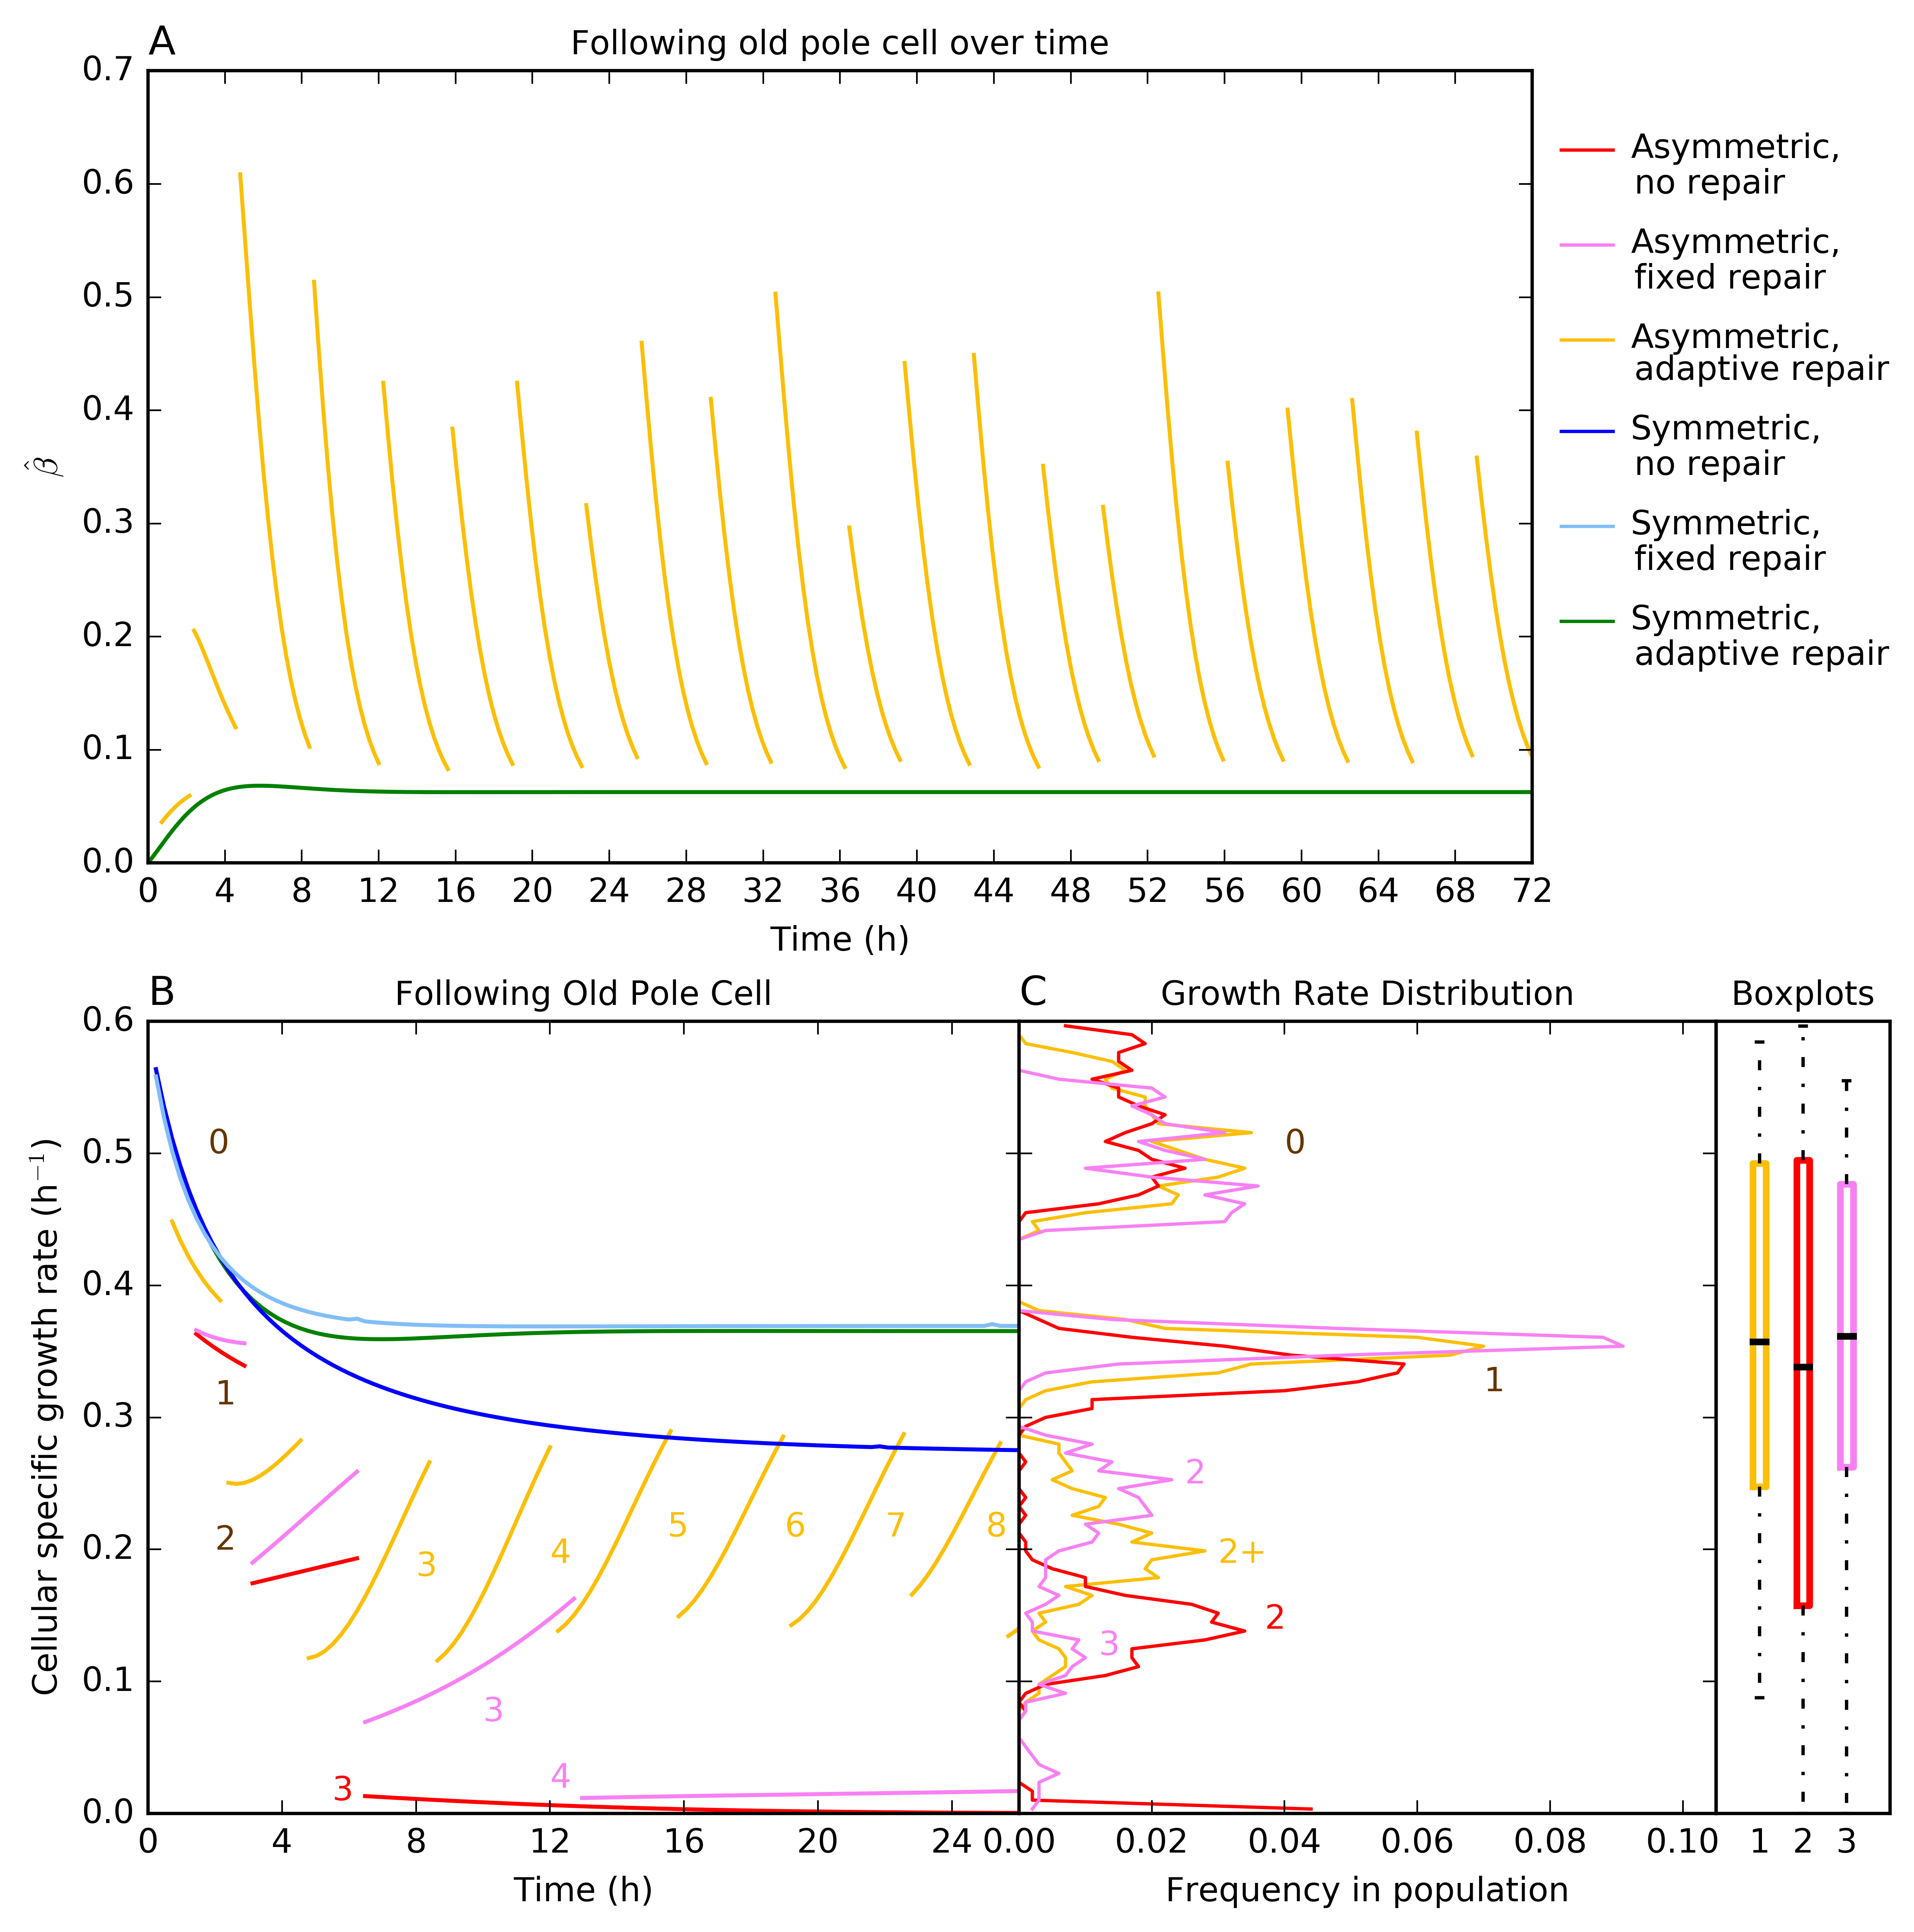 A
Following old pole cell over time
0.7
0.6
0.5
0.4
0.3
0.2
0.1
0.0
β̂
0 4 8 12 16 20 24 28 32 36 40 44 48 52 56 60 64 68 72
Time (h)
Asymmetric,
no repair
Asymmetric,
fixed repair
Asymmetric,
adaptive repair
Symmetric,
no repair
Symmetric,
fixed repair
Symmetric,
adaptive repair
B
Following Old Pole Cell
0.6
0.5
0.4
0.3
0.2
0.1
0.0
Cellular specific growth rate (h⁻¹)
0
1
2
3
4
5
6
7
8
3
4
3
0 4 8 12 16 20 24
Time (h)
C
Growth Rate Distribution
0
1
2
2+
2
3
0.00 0.02 0.04 0.06 0.08 0.10
Frequency in population
Boxplots
1 2 3